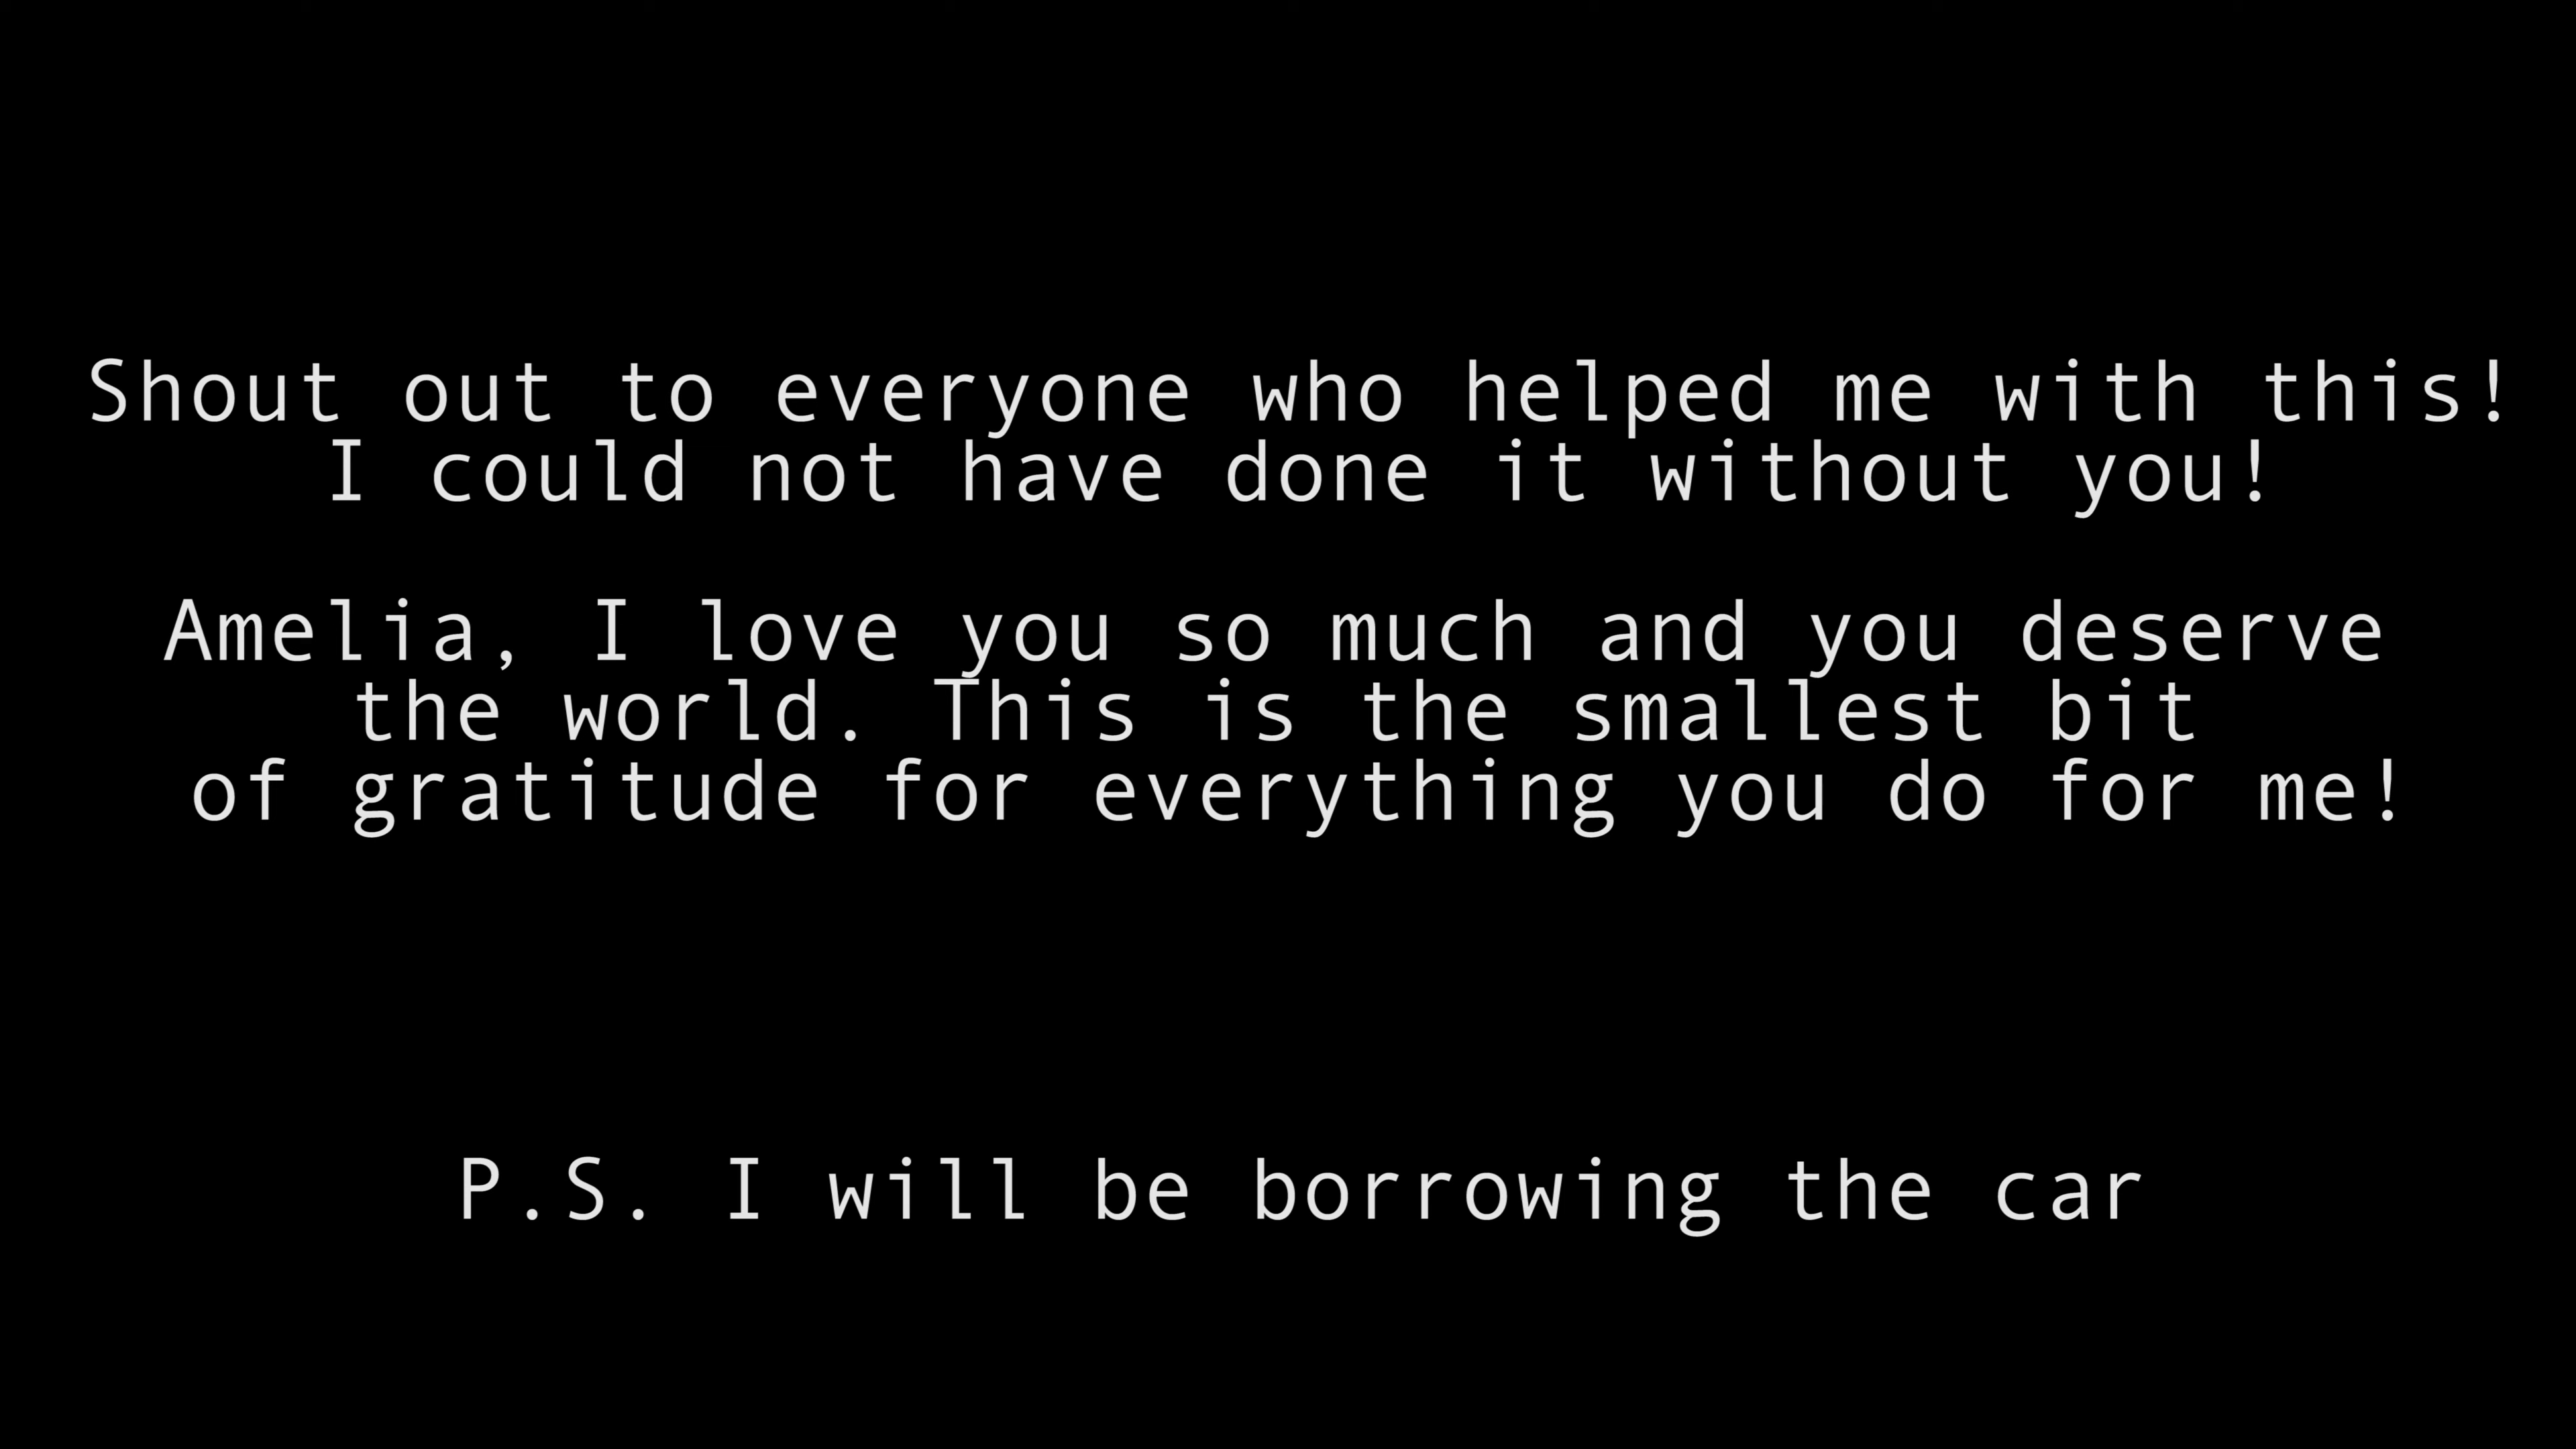 Shout out to everyone who helped me with this!
I could not have done it without you!
Amelia, I love you so much and you deserve
the world. This is the smallest bit
of gratitude for everything you do for me!
P.S. I will be borrowing the car